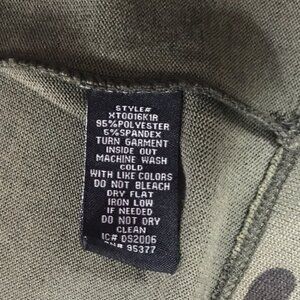 STYLE#
XT0016K1R
95%POLYESTER
5%SPANDEX
TURN GARMENT
INSIDE OUT
MACHINE WASH
COLD
WITH LIKE COLORS
DO NOT BLEACH
DRY FLAT
IRON LOW
IF NEEDED
DO NOT DRY
CLEAN
IC# DS2006
RN# 95377